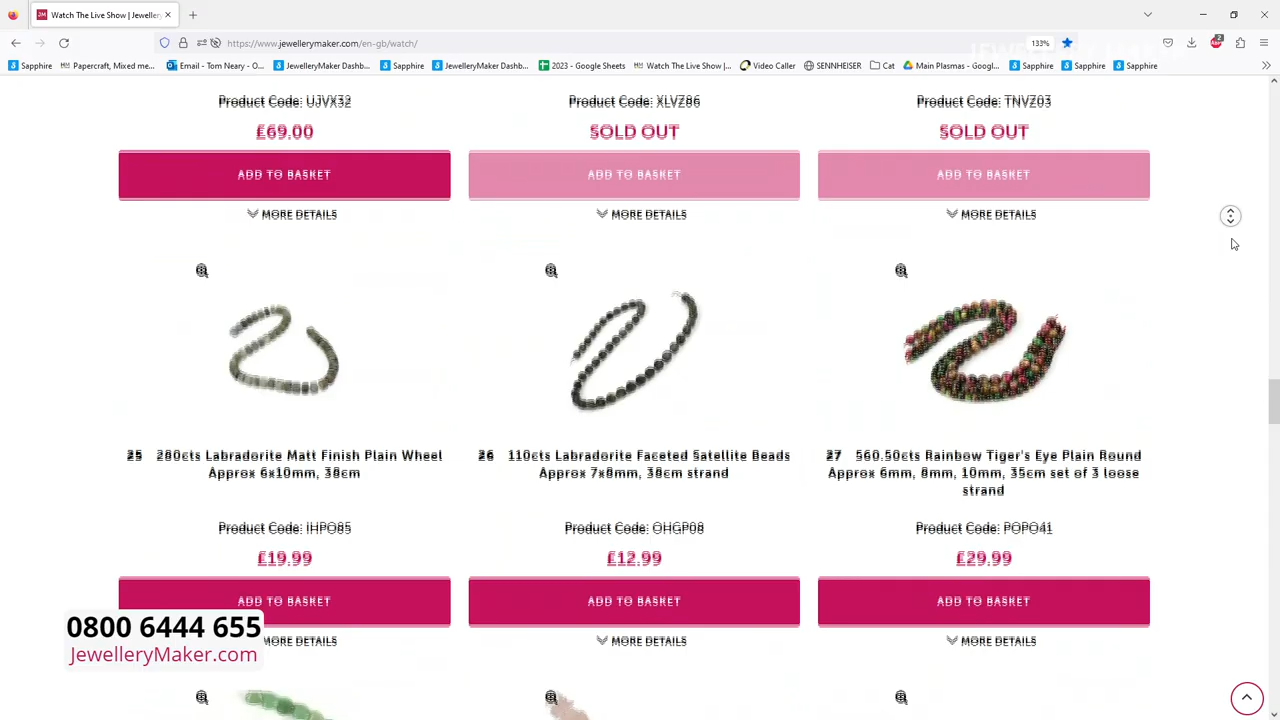 Watch The Live Show | Jeweller
https://www.jewellerymaker.com/en-gb/watch/
133%
2
Sapphire
Papercraft, Mixed me...
Email - Tom Neary - O...
JewelleryMaker Dashb...
Sapphire
JewelleryMaker Dashb...
2023 - Google Sheets
Watch The Live Show |...
Video Caller
SENNHEISER
Cat
Main Plasmas - Googl...
Sapphire
Sapphire
Sapphire
Product Code: UJVX32
Product Code: XLVZ86
Product Code: TNVZ03
£69.00
SOLD OUT
SOLD OUT
ADD TO BASKET
ADD TO BASKET
ADD TO BASKET
MORE DETAILS
MORE DETAILS
MORE DETAILS
25 280cts Labradorite Matt Finish Plain Wheel
Approx 6x10mm, 38cm
26 110cts Labradorite Faceted Satellite Beads
Approx 7x8mm, 38cm strand
27 560.50cts Rainbow Tiger's Eye Plain Round
Approx 6mm, 8mm, 10mm, 35cm set of 3 loose
strand
Product Code: IHPO85
Product Code: OHGP08
Product Code: POPO41
£19.99
£12.99
£29.99
ADD TO BASKET
ADD TO BASKET
ADD TO BASKET
MORE DETAILS
MORE DETAILS
MORE DETAILS
0800 6444 655
JewelleryMaker.com